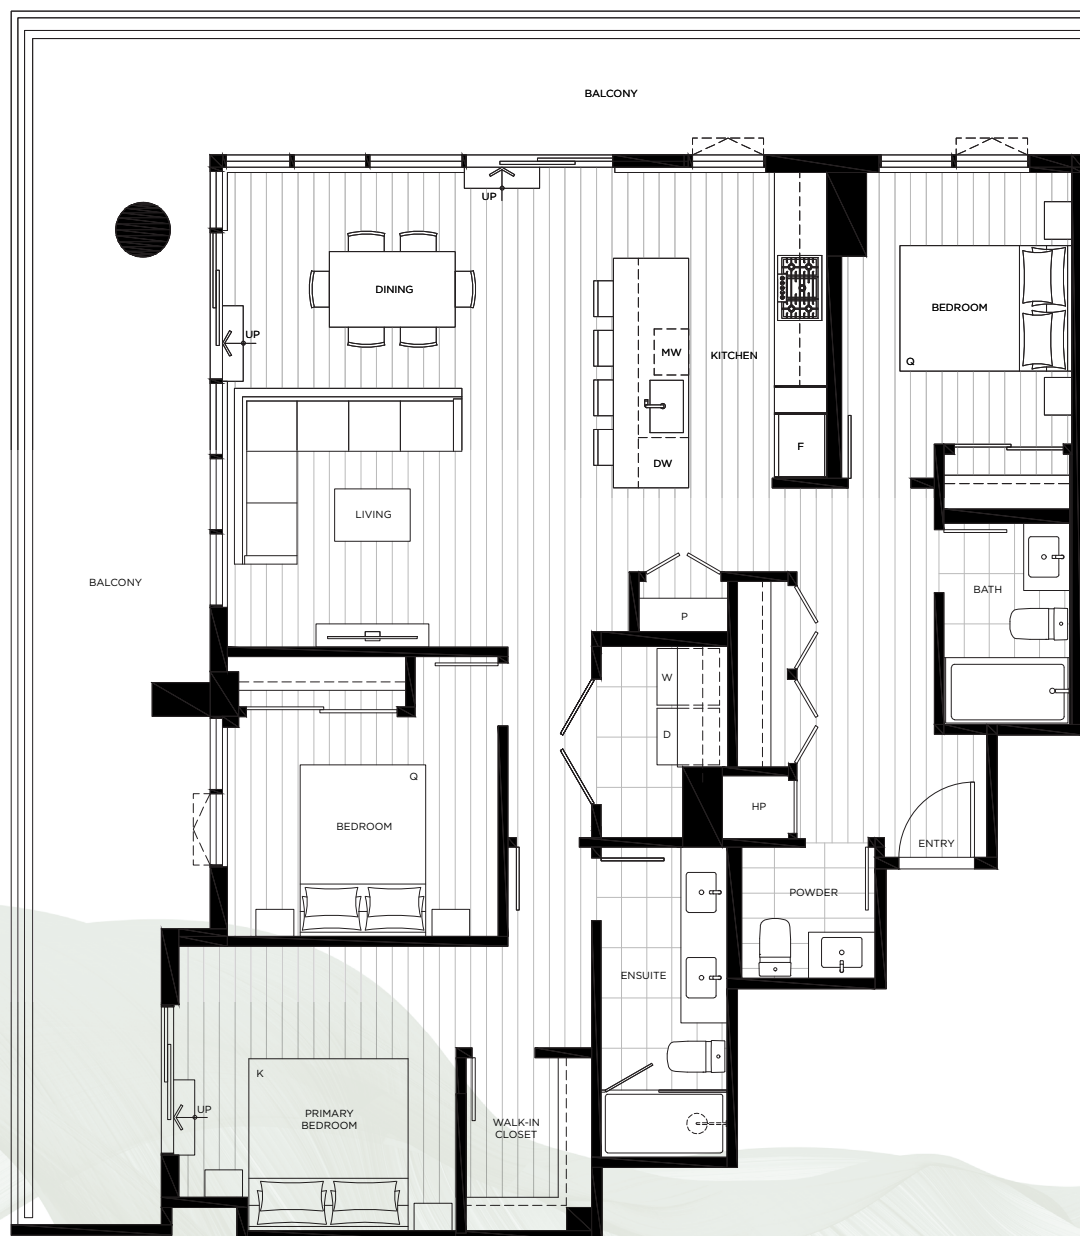 BALCONY
UP
DINING
BEDROOM
UP
MW
KITCHEN
Q
F
DW
LIVING
BALCONY
BATH
P
W
D
Q
HP
BEDROOM
ENTRY
POWDER
ENSUITE
K
UP
PRIMARY
BEDROOM
WALK-IN
CLOSET